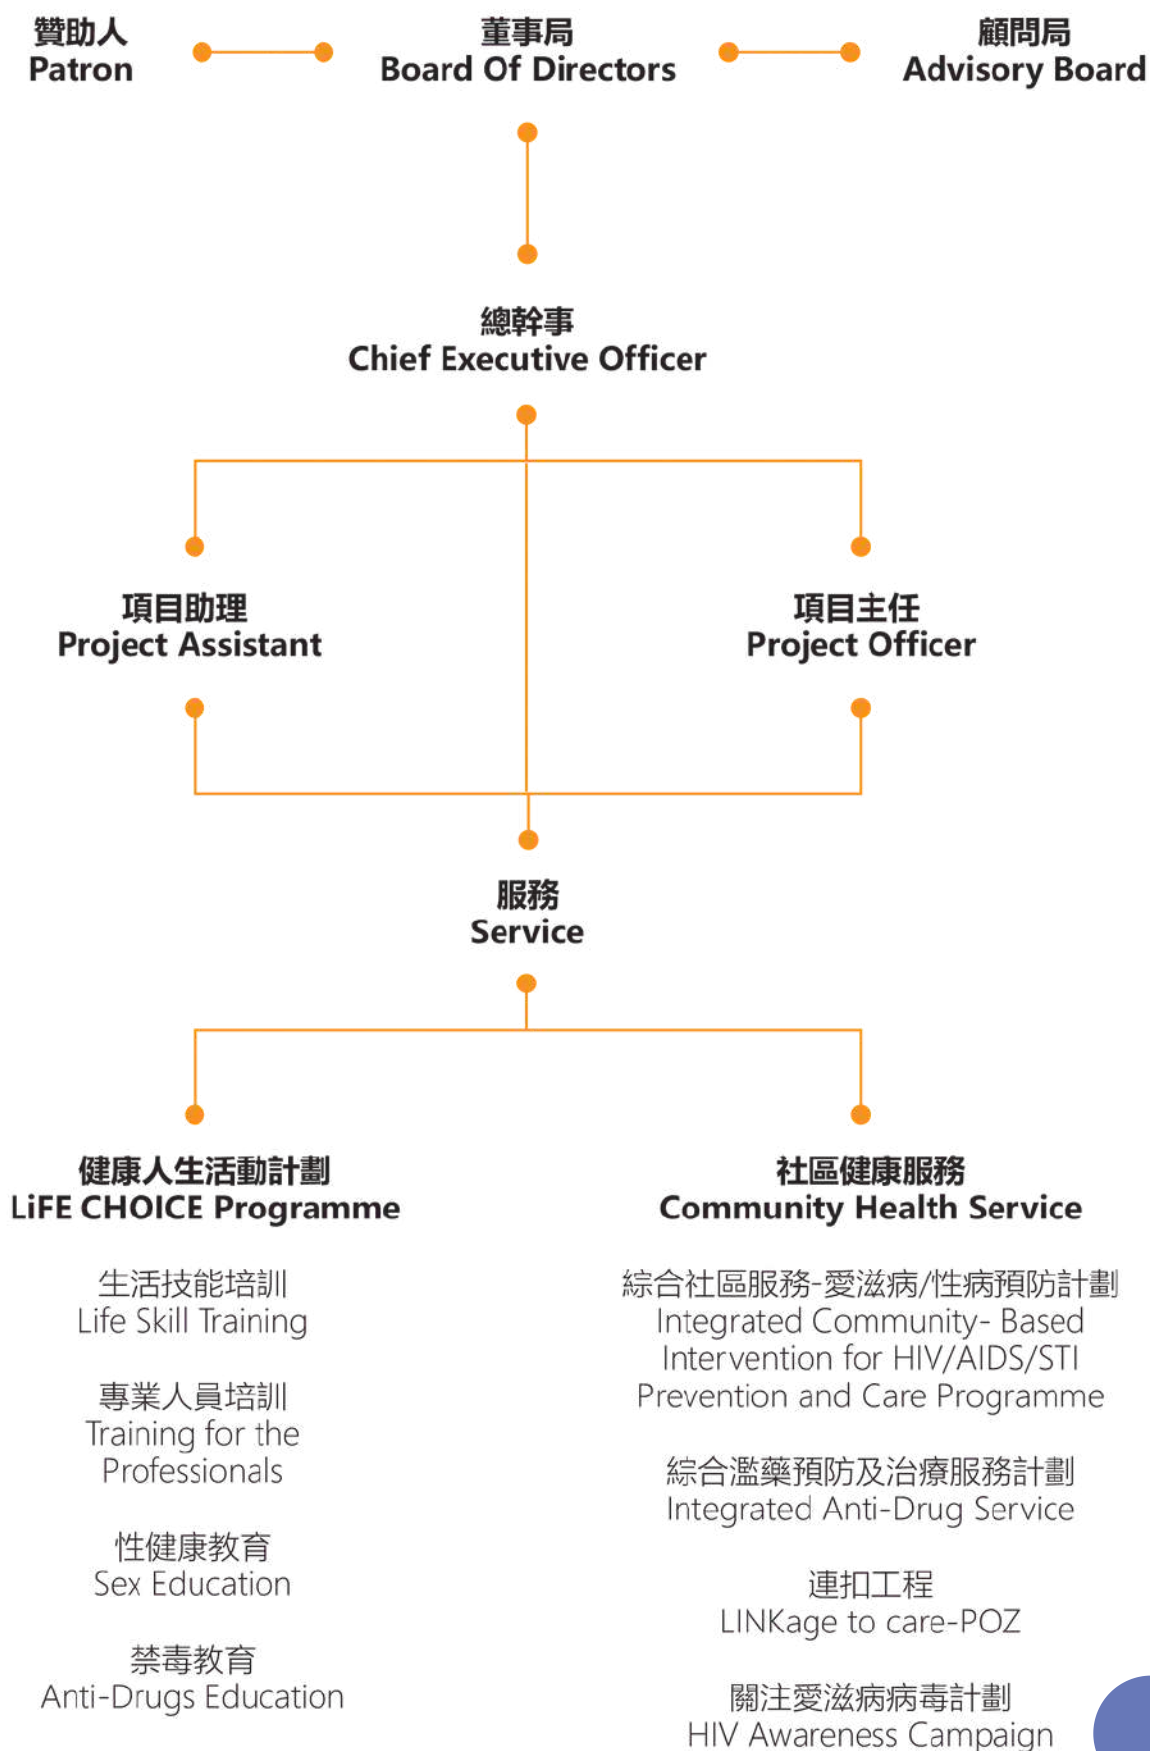 贊助人
Patron
董事局
Board Of Directors
顧問局
Advisory Board
總幹事
Chief Executive Officer
項目助理
Project Assistant
項目主任
Project Officer
服務
Service
健康人生活動計劃
LiFE CHOICE Programme
生活技能培訓
Life Skill Training
專業人員培訓
Training for the
Professionals
性健康教育
Sex Education
禁毒教育
Anti-Drugs Education
社區健康服務
Community Health Service
綜合社區服務-愛滋病/性病預防計劃
Integrated Community- Based
Intervention for HIV/AIDS/STI
Prevention and Care Programme
綜合濫藥預防及治療服務計劃
Integrated Anti-Drug Service
連扣工程
LINKage to care-POZ
關注愛滋病病毒計劃
HIV Awareness Campaign